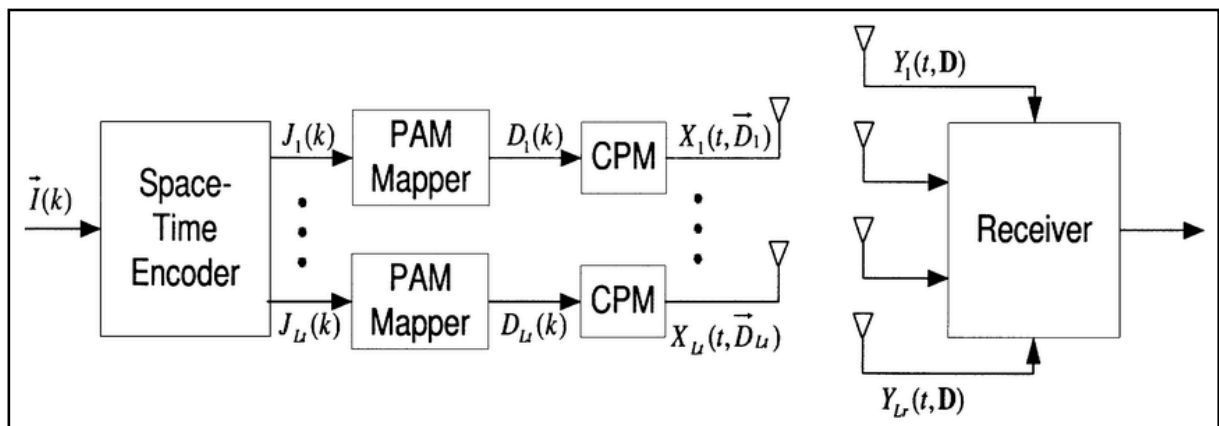 I⃗(k)
Space-
Time
Encoder
J₁(k)
PAM
Mapper
D₁(k)
CPM
X₁(t, D⃗₁)
J_Lt(k)
PAM
Mapper
D_Lt(k)
CPM
X_Lt(t, D⃗_Lt)
Y₁(t, D)
Receiver
Y_Lr(t, D)